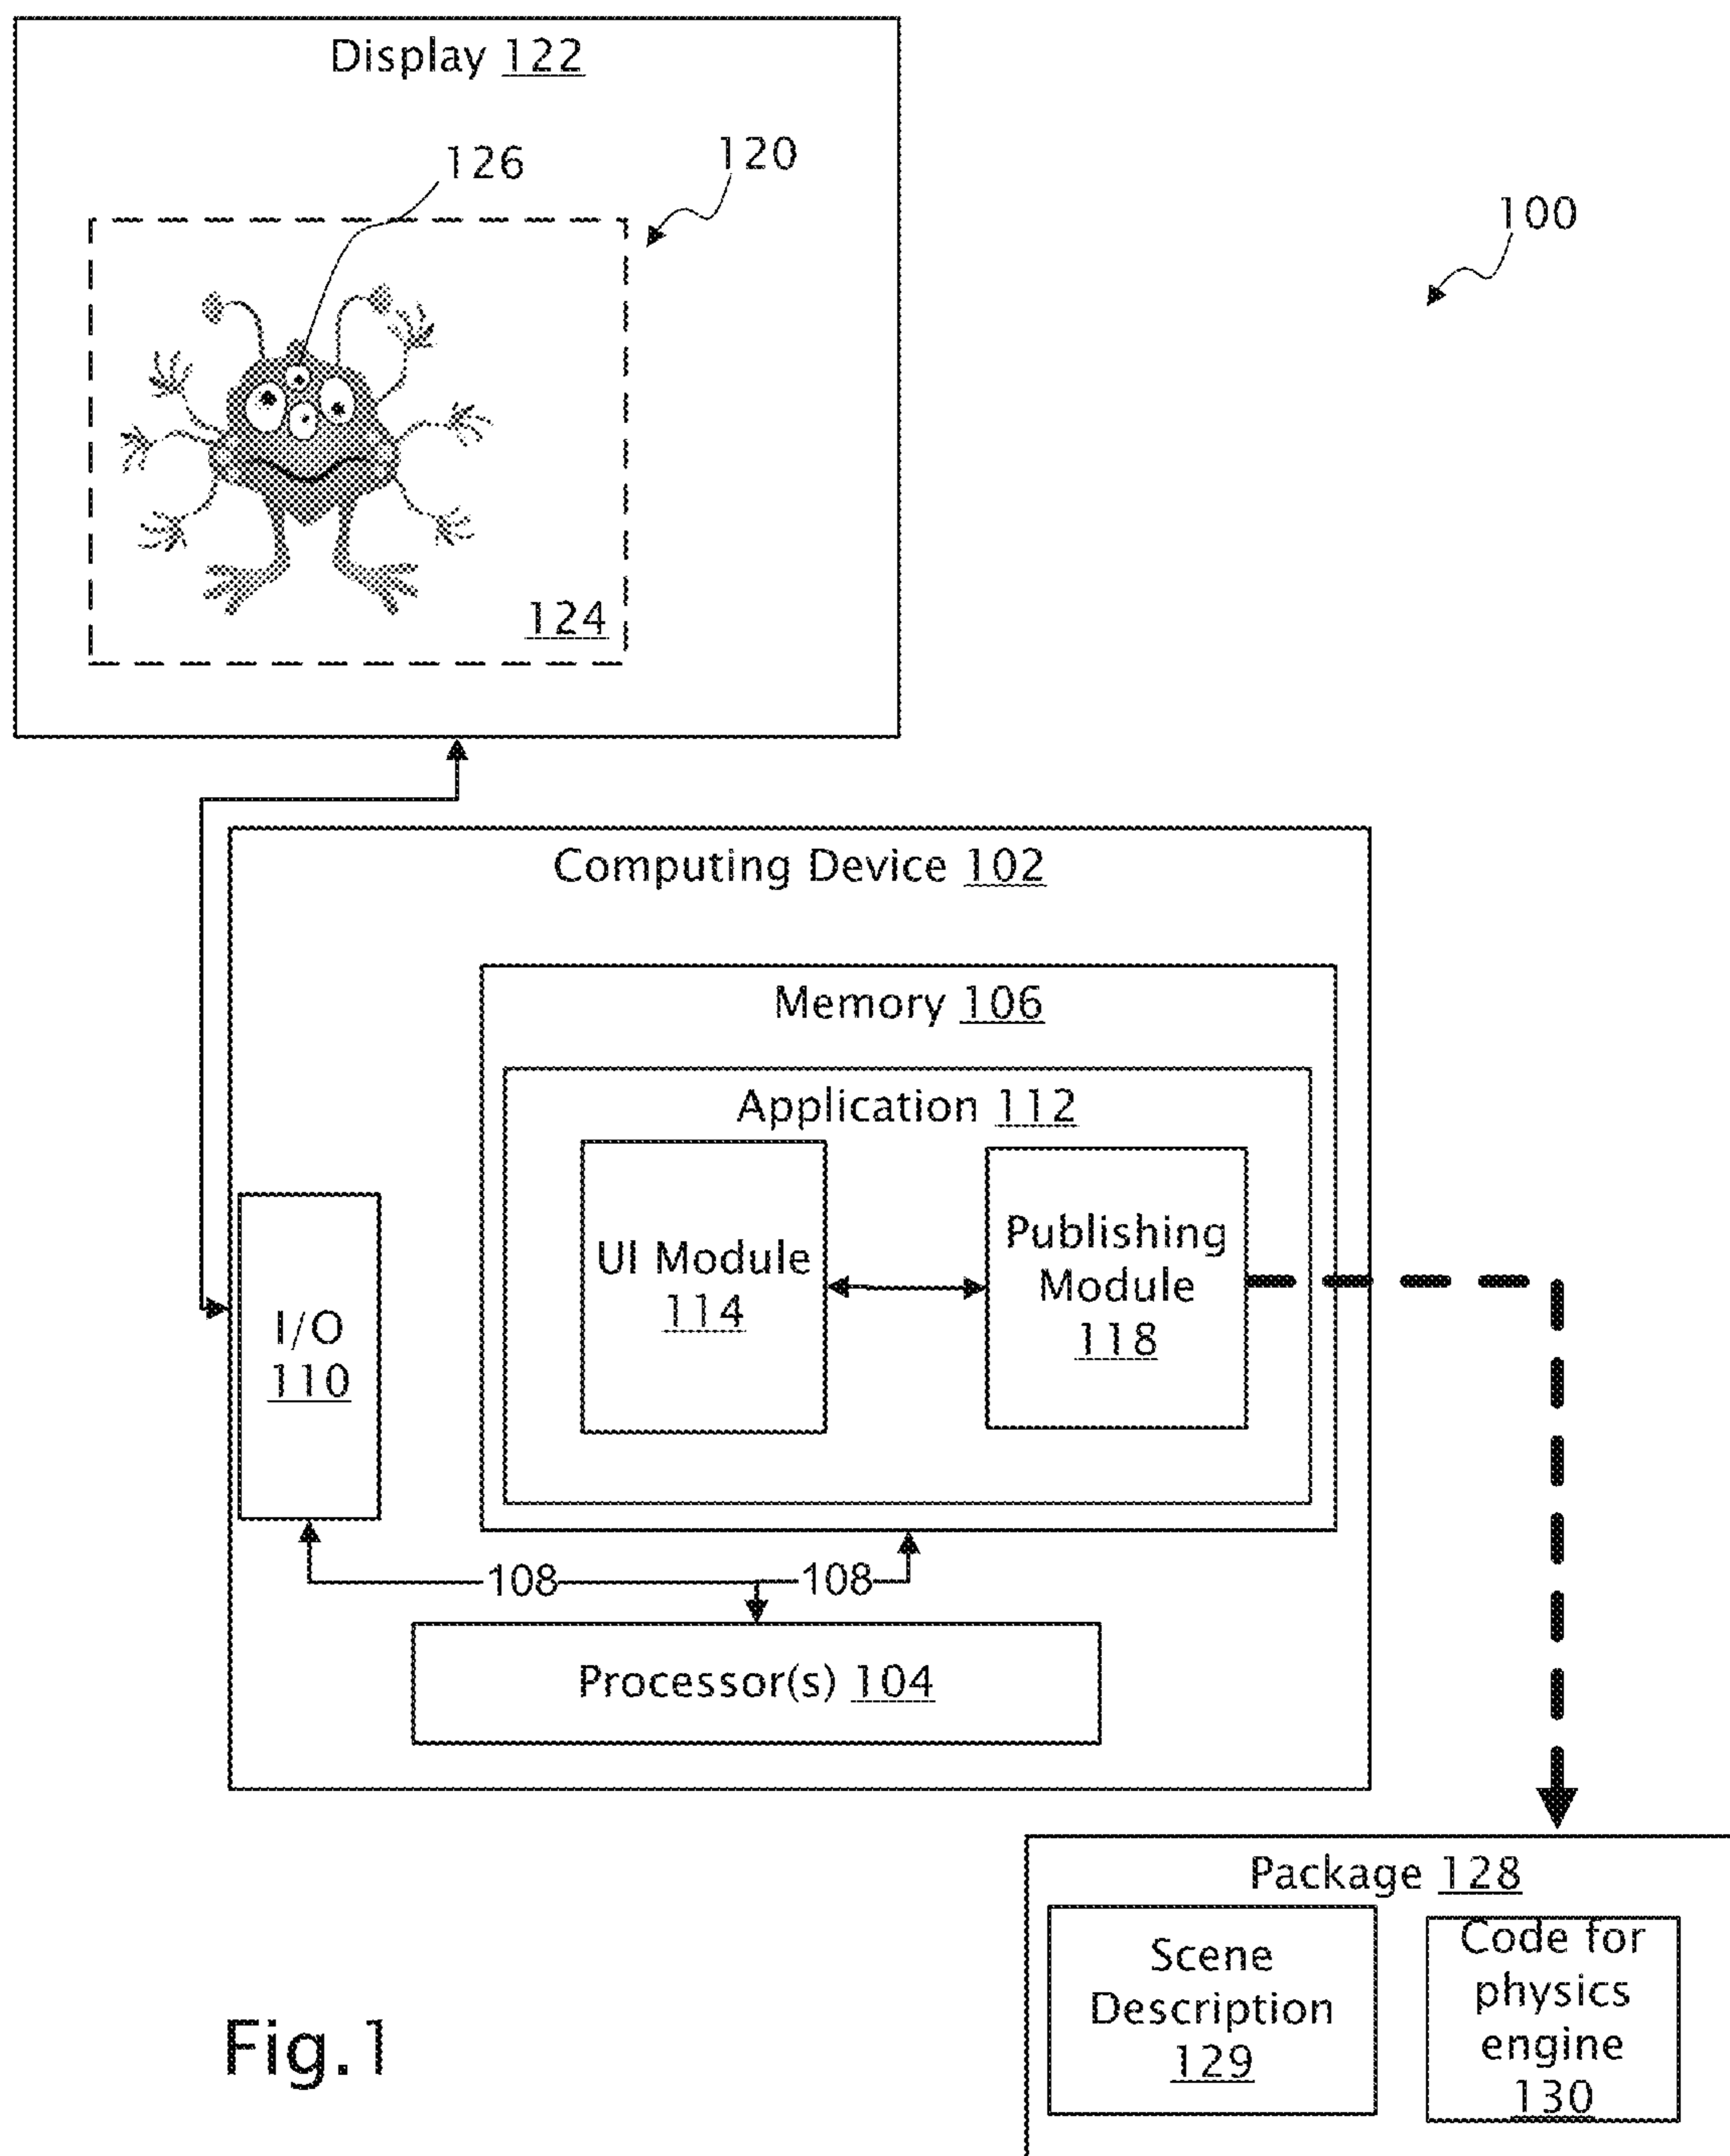 Display 122
126
120
100
124
Computing Device 102
Memory 106
Application 112
UI Module
114
Publishing
Module
118
I/O
110
108
108
Processor(s) 104
Package 128
Scene
Description
129
Code for
physics
engine
130
Fig.1